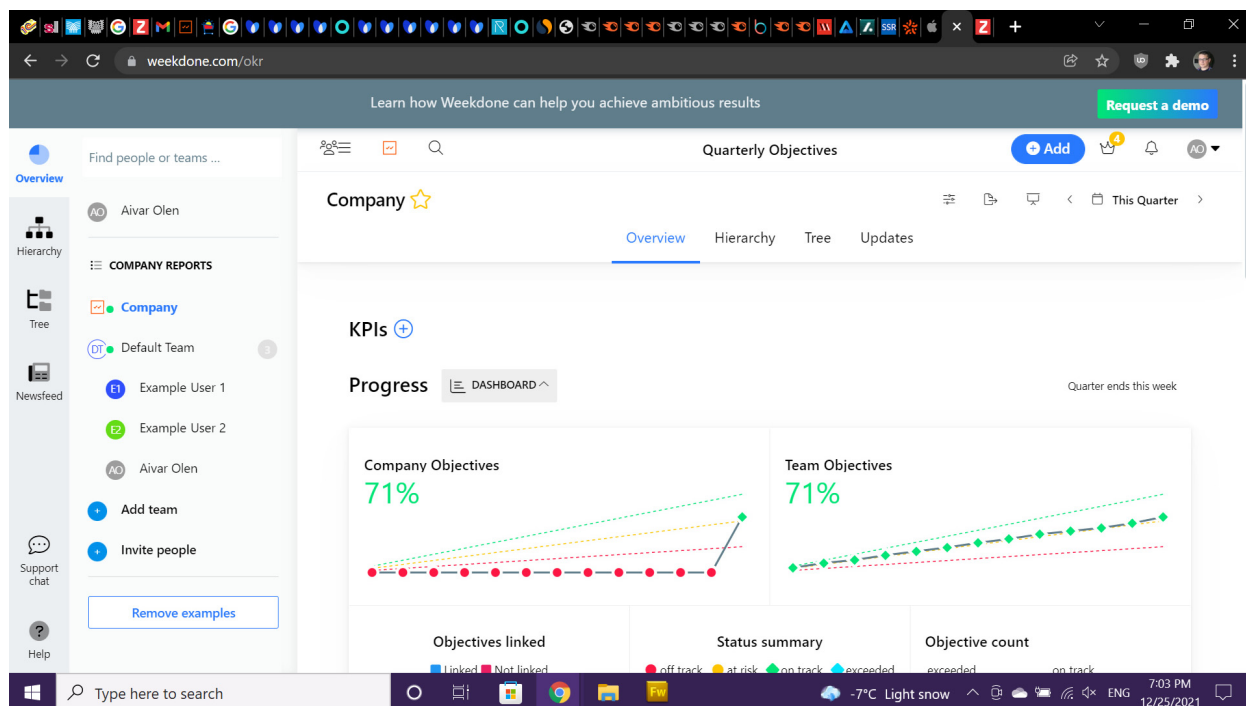 weekdone.com/okr
Learn how Weekdone can help you achieve ambitious results
Request a demo
Overview
Hierarchy
Tree
Newsfeed
Support
chat
Help
Find people or teams ...
AO Aivar Olen
COMPANY REPORTS
Company
DT Default Team 3
E1 Example User 1
E2 Example User 2
AO Aivar Olen
Add team
Invite people
Remove examples
Quarterly Objectives
Add
4
AO
Company
This Quarter
Overview Hierarchy Tree Updates
KPIs
Progress DASHBOARD
Quarter ends this week
Company Objectives
71%
Team Objectives
71%
Objectives linked
Linked Not linked
Status summary
off track at risk on track exceeded
Objective count
exceeded on track
Type here to search
Fw
-7°C Light snow
ENG
7:03 PM
12/25/2021